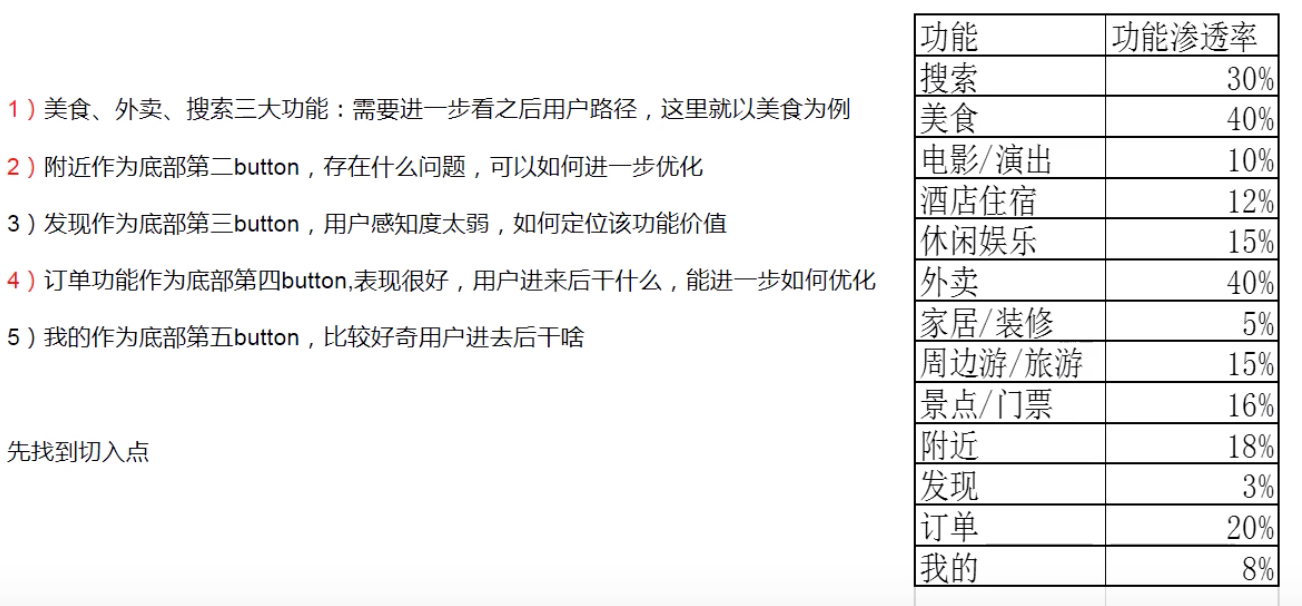 1）美食、外卖、搜索三大功能：需要进一步看之后用户路径，这里就以美食为例
2）附近作为底部第二button，存在什么问题，可以如何进一步优化
3）发现作为底部第三button，用户感知度太弱，如何定位该功能价值
4）订单功能作为底部第四button,表现很好，用户进来后干什么，能进一步如何优化
5）我的作为底部第五button，比较好奇用户进去后干啥
先找到切入点
功能 功能渗透率
搜索 30%
美食 40%
电影/演出 10%
酒店住宿 12%
休闲娱乐 15%
外卖 40%
家居/装修 5%
周边游/旅游 15%
景点/门票 16%
附近 18%
发现 3%
订单 20%
我的 8%